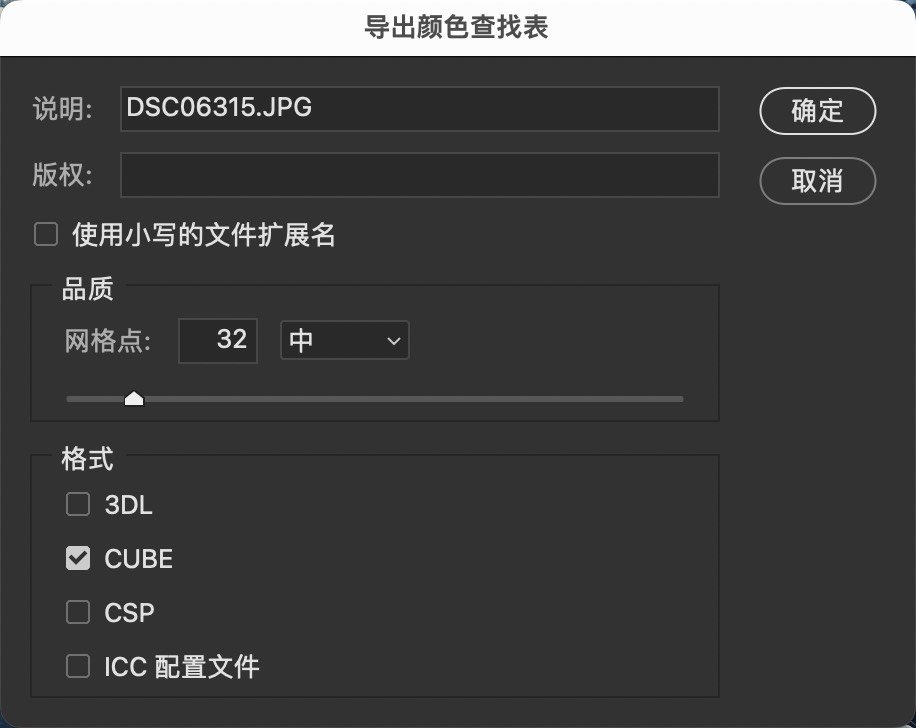 导出颜色查找表
说明: DSC06315.JPG 确定
版权: 取消
使用小写的文件扩展名
品质
网格点: 32 中
格式
3DL
CUBE
CSP
ICC 配置文件